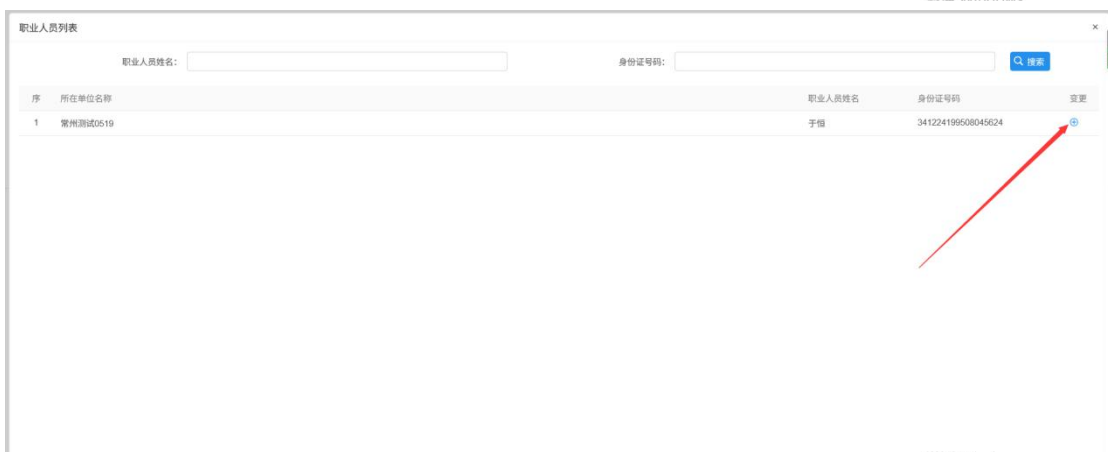 职业人员列表 ×
职业人员姓名: 身份证号码: 搜索
序 所在单位名称 职业人员姓名 身份证号码 变更
1 常州测试0519 于恒 341224199508045624